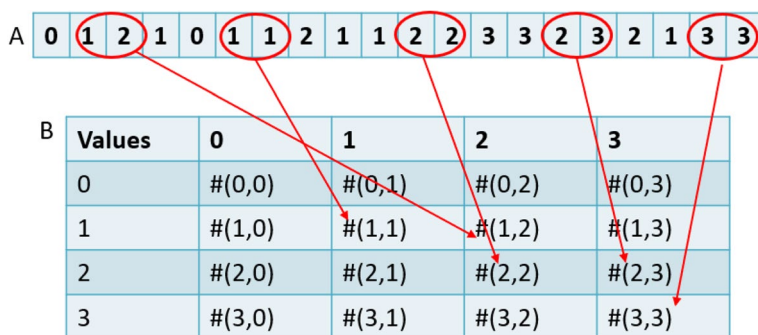 A 0 1 2 1 0 1 1 2 1 1 2 2 3 3 2 3 2 1 3 3
B Values 0 1 2 3
0 #(0,0) #(0,1) #(0,2) #(0,3)
1 #(1,0) #(1,1) #(1,2) #(1,3)
2 #(2,0) #(2,1) #(2,2) #(2,3)
3 #(3,0) #(3,1) #(3,2) #(3,3)